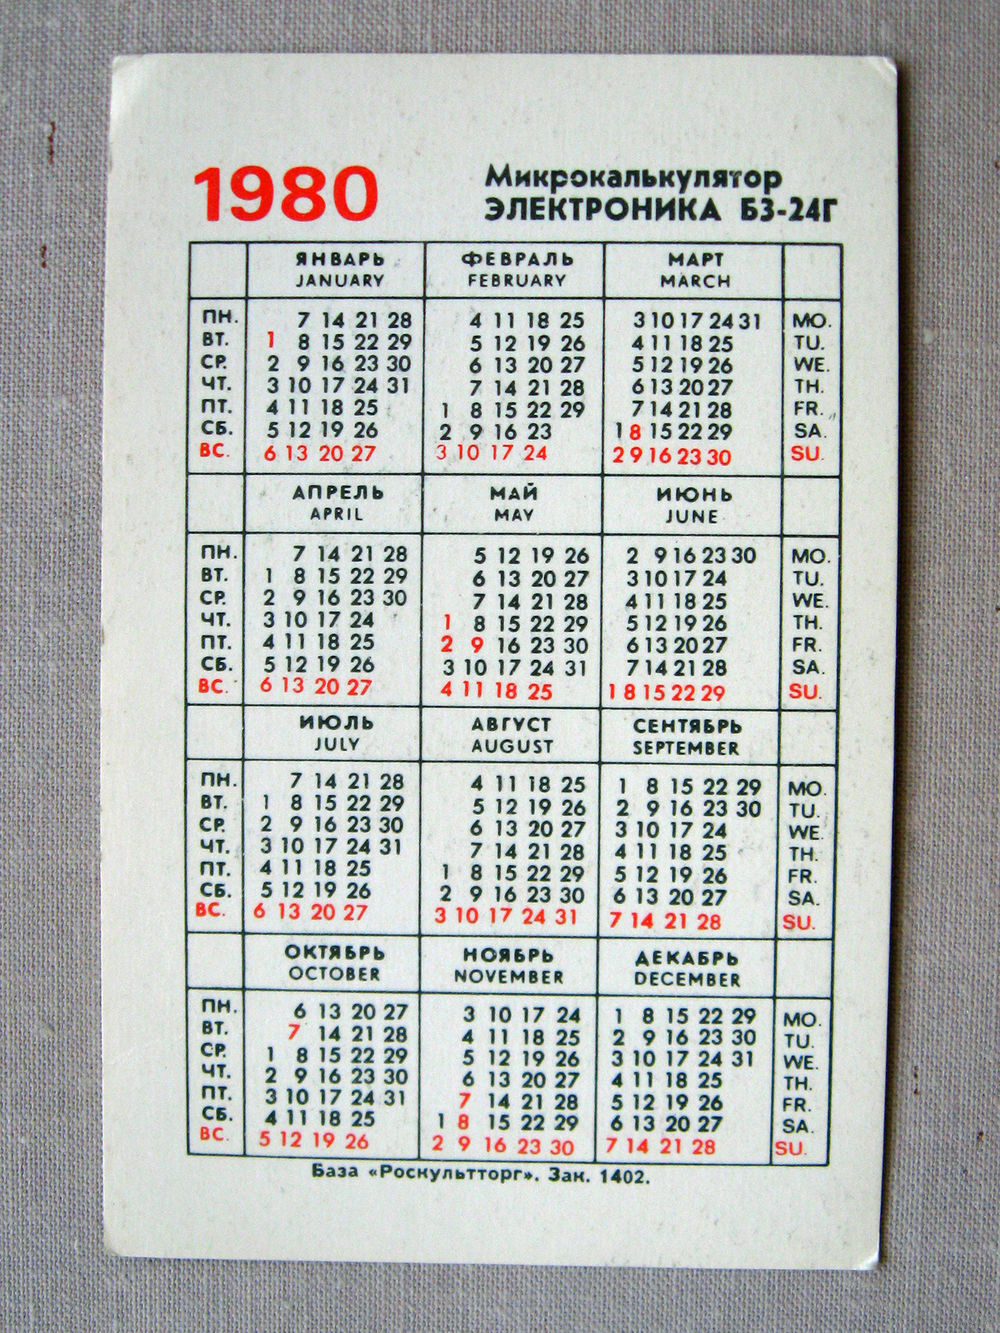 1980
Микрокалькулятор
ЭЛЕКТРОНИКА Б3-24Г
ЯНВАРЬ ФЕВРАЛЬ МАРТ
JANUARY FEBRUARY MARCH
ПН. 7 14 21 28 4 11 18 25 3 10 17 24 31 MO.
ВТ. 1 8 15 22 29 5 12 19 26 4 11 18 25 TU.
СР. 2 9 16 23 30 6 13 20 27 5 12 19 26 WE.
ЧТ. 3 10 17 24 31 7 14 21 28 6 13 20 27 TH.
ПТ. 4 11 18 25 1 8 15 22 29 7 14 21 28 FR.
СБ. 5 12 19 26 2 9 16 23 1 8 15 22 29 SA.
ВС. 6 13 20 27 3 10 17 24 2 9 16 23 30 SU.
АПРЕЛЬ МАЙ ИЮНЬ
APRIL MAY JUNE
ПН. 7 14 21 28 5 12 19 26 2 9 16 23 30 MO.
ВТ. 1 8 15 22 29 6 13 20 27 3 10 17 24 TU.
СР. 2 9 16 23 30 7 14 21 28 4 11 18 25 WE.
ЧТ. 3 10 17 24 1 8 15 22 29 5 12 19 26 TH.
ПТ. 4 11 18 25 2 9 16 23 30 6 13 20 27 FR.
СБ. 5 12 19 26 3 10 17 24 31 7 14 21 28 SA.
ВС. 6 13 20 27 4 11 18 25 1 8 15 22 29 SU.
ИЮЛЬ АВГУСТ СЕНТЯБРЬ
JULY AUGUST SEPTEMBER
ПН. 7 14 21 28 4 11 18 25 1 8 15 22 29 MO.
ВТ. 1 8 15 22 29 5 12 19 26 2 9 16 23 30 TU.
СР. 2 9 16 23 30 6 13 20 27 3 10 17 24 WE.
ЧТ. 3 10 17 24 31 7 14 21 28 4 11 18 25 TH.
ПТ. 4 11 18 25 1 8 15 22 29 5 12 19 26 FR.
СБ. 5 12 19 26 2 9 16 23 30 6 13 20 27 SA.
ВС. 6 13 20 27 3 10 17 24 31 7 14 21 28 SU.
ОКТЯБРЬ НОЯБРЬ ДЕКАБРЬ
OCTOBER NOVEMBER DECEMBER
ПН. 6 13 20 27 3 10 17 24 1 8 15 22 29 MO.
ВТ. 7 14 21 28 4 11 18 25 2 9 16 23 30 TU.
СР. 1 8 15 22 29 5 12 19 26 3 10 17 24 31 WE.
ЧТ. 2 9 16 23 30 6 13 20 27 4 11 18 25 TH.
ПТ. 3 10 17 24 31 7 14 21 28 5 12 19 26 FR.
СБ. 4 11 18 25 1 8 15 22 29 6 13 20 27 SA.
ВС. 5 12 19 26 2 9 16 23 30 7 14 21 28 SU.
База «Роскультторг». Зак. 1402.